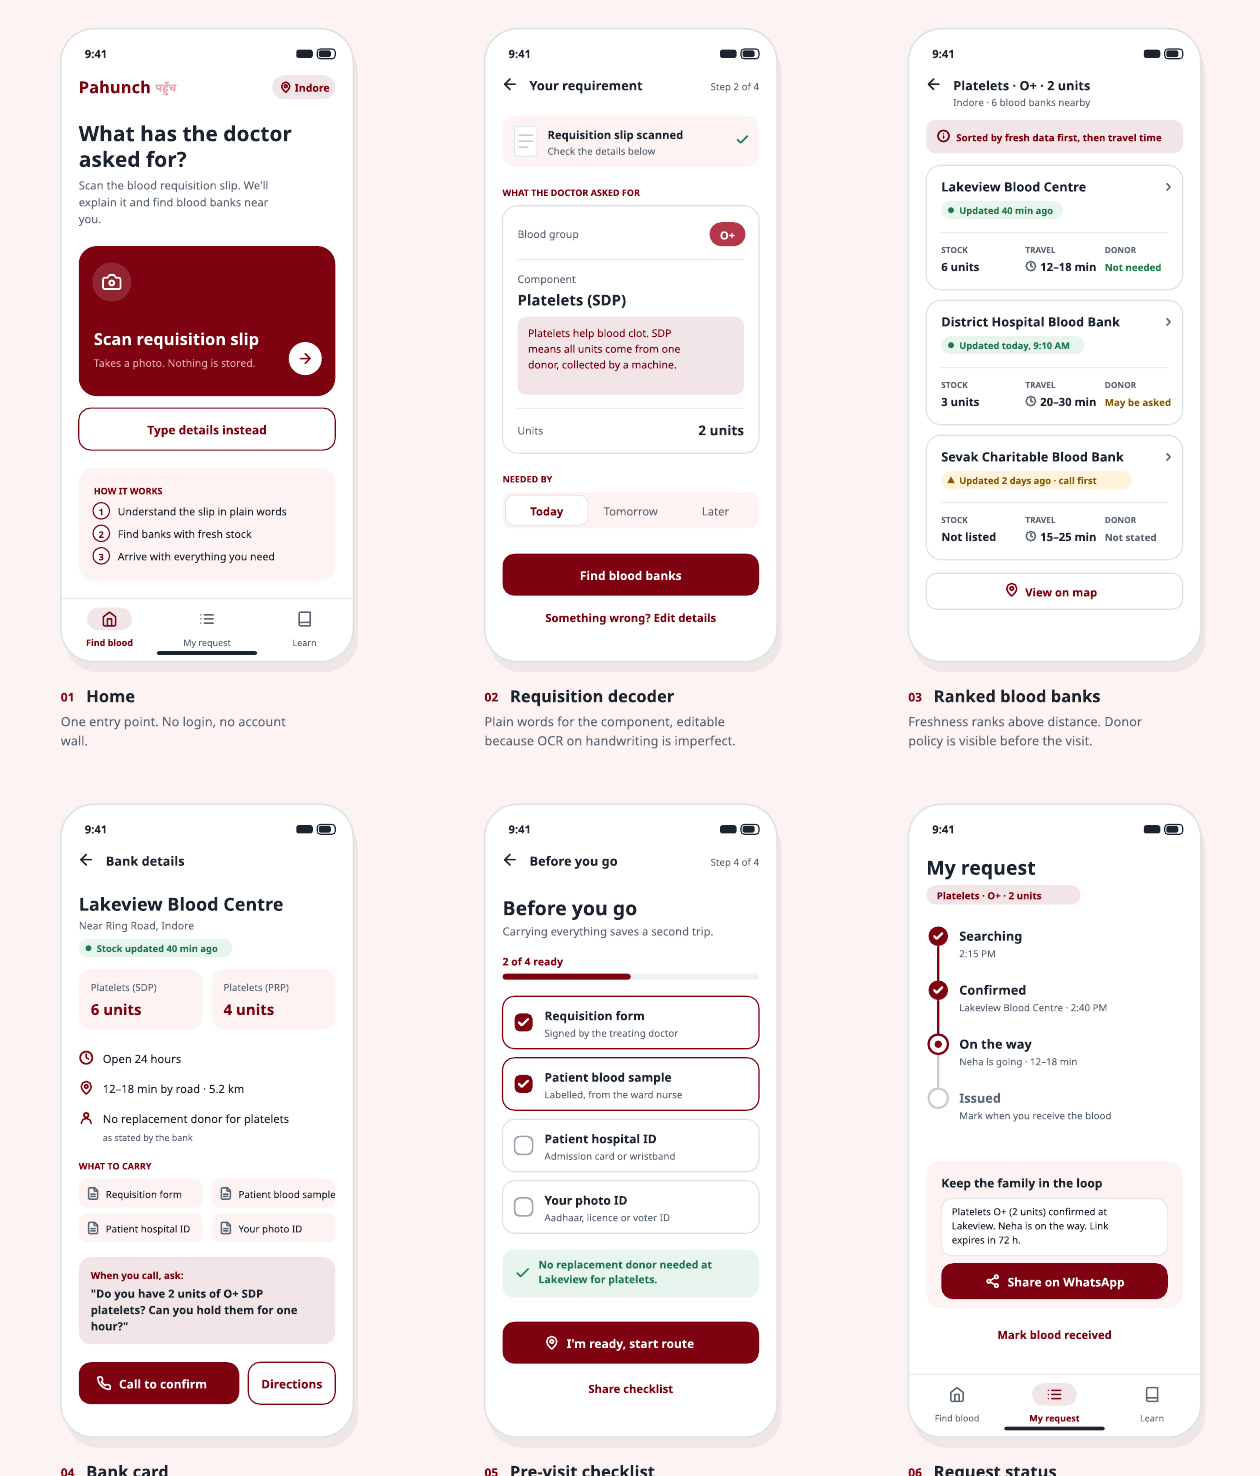 9:41
Pahunch पहुँच
Indore
What has the doctor
asked for?
Scan the blood requisition slip. We'll
explain it and find blood banks near
you.
Scan requisition slip
Takes a photo. Nothing is stored.
Type details instead
HOW IT WORKS
1 Understand the slip in plain words
2 Find banks with fresh stock
3 Arrive with everything you need
Find blood
My request
Learn
01 Home
One entry point. No login, no account
wall.
9:41
Your requirement
Step 2 of 4
Requisition slip scanned
Check the details below
WHAT THE DOCTOR ASKED FOR
Blood group
O+
Component
Platelets (SDP)
Platelets help blood clot. SDP
means all units come from one
donor, collected by a machine.
Units
2 units
NEEDED BY
Today
Tomorrow
Later
Find blood banks
Something wrong? Edit details
02 Requisition decoder
Plain words for the component, editable
because OCR on handwriting is imperfect.
9:41
Platelets · O+ · 2 units
Indore · 6 blood banks nearby
Sorted by fresh data first, then travel time
Lakeview Blood Centre
Updated 40 min ago
STOCK TRAVEL DONOR
6 units 12–18 min Not needed
District Hospital Blood Bank
Updated today, 9:10 AM
STOCK TRAVEL DONOR
3 units 20–30 min May be asked
Sevak Charitable Blood Bank
Updated 2 days ago · call first
STOCK TRAVEL DONOR
Not listed 15–25 min Not stated
View on map
03 Ranked blood banks
Freshness ranks above distance. Donor
policy is visible before the visit.
9:41
Bank details
Lakeview Blood Centre
Near Ring Road, Indore
Stock updated 40 min ago
Platelets (SDP)
6 units
Platelets (PRP)
4 units
Open 24 hours
12–18 min by road · 5.2 km
No replacement donor for platelets
as stated by the bank
WHAT TO CARRY
Requisition form
Patient blood sample
Patient hospital ID
Your photo ID
When you call, ask:
"Do you have 2 units of O+ SDP
platelets? Can you hold them for one
hour?"
Call to confirm
Directions
04 Bank card
9:41
Before you go
Step 4 of 4
Before you go
Carrying everything saves a second trip.
2 of 4 ready
Requisition form
Signed by the treating doctor
Patient blood sample
Labelled, from the ward nurse
Patient hospital ID
Admission card or wristband
Your photo ID
Aadhaar, licence or voter ID
No replacement donor needed at
Lakeview for platelets.
I'm ready, start route
Share checklist
05 Pre-visit checklist
9:41
My request
Platelets · O+ · 2 units
Searching
2:15 PM
Confirmed
Lakeview Blood Centre · 2:40 PM
On the way
Neha is going · 12–18 min
Issued
Mark when you receive the blood
Keep the family in the loop
Platelets O+ (2 units) confirmed at
Lakeview. Neha is on the way. Link
expires in 72 h.
Share on WhatsApp
Mark blood received
Find blood
My request
Learn
06 Request status